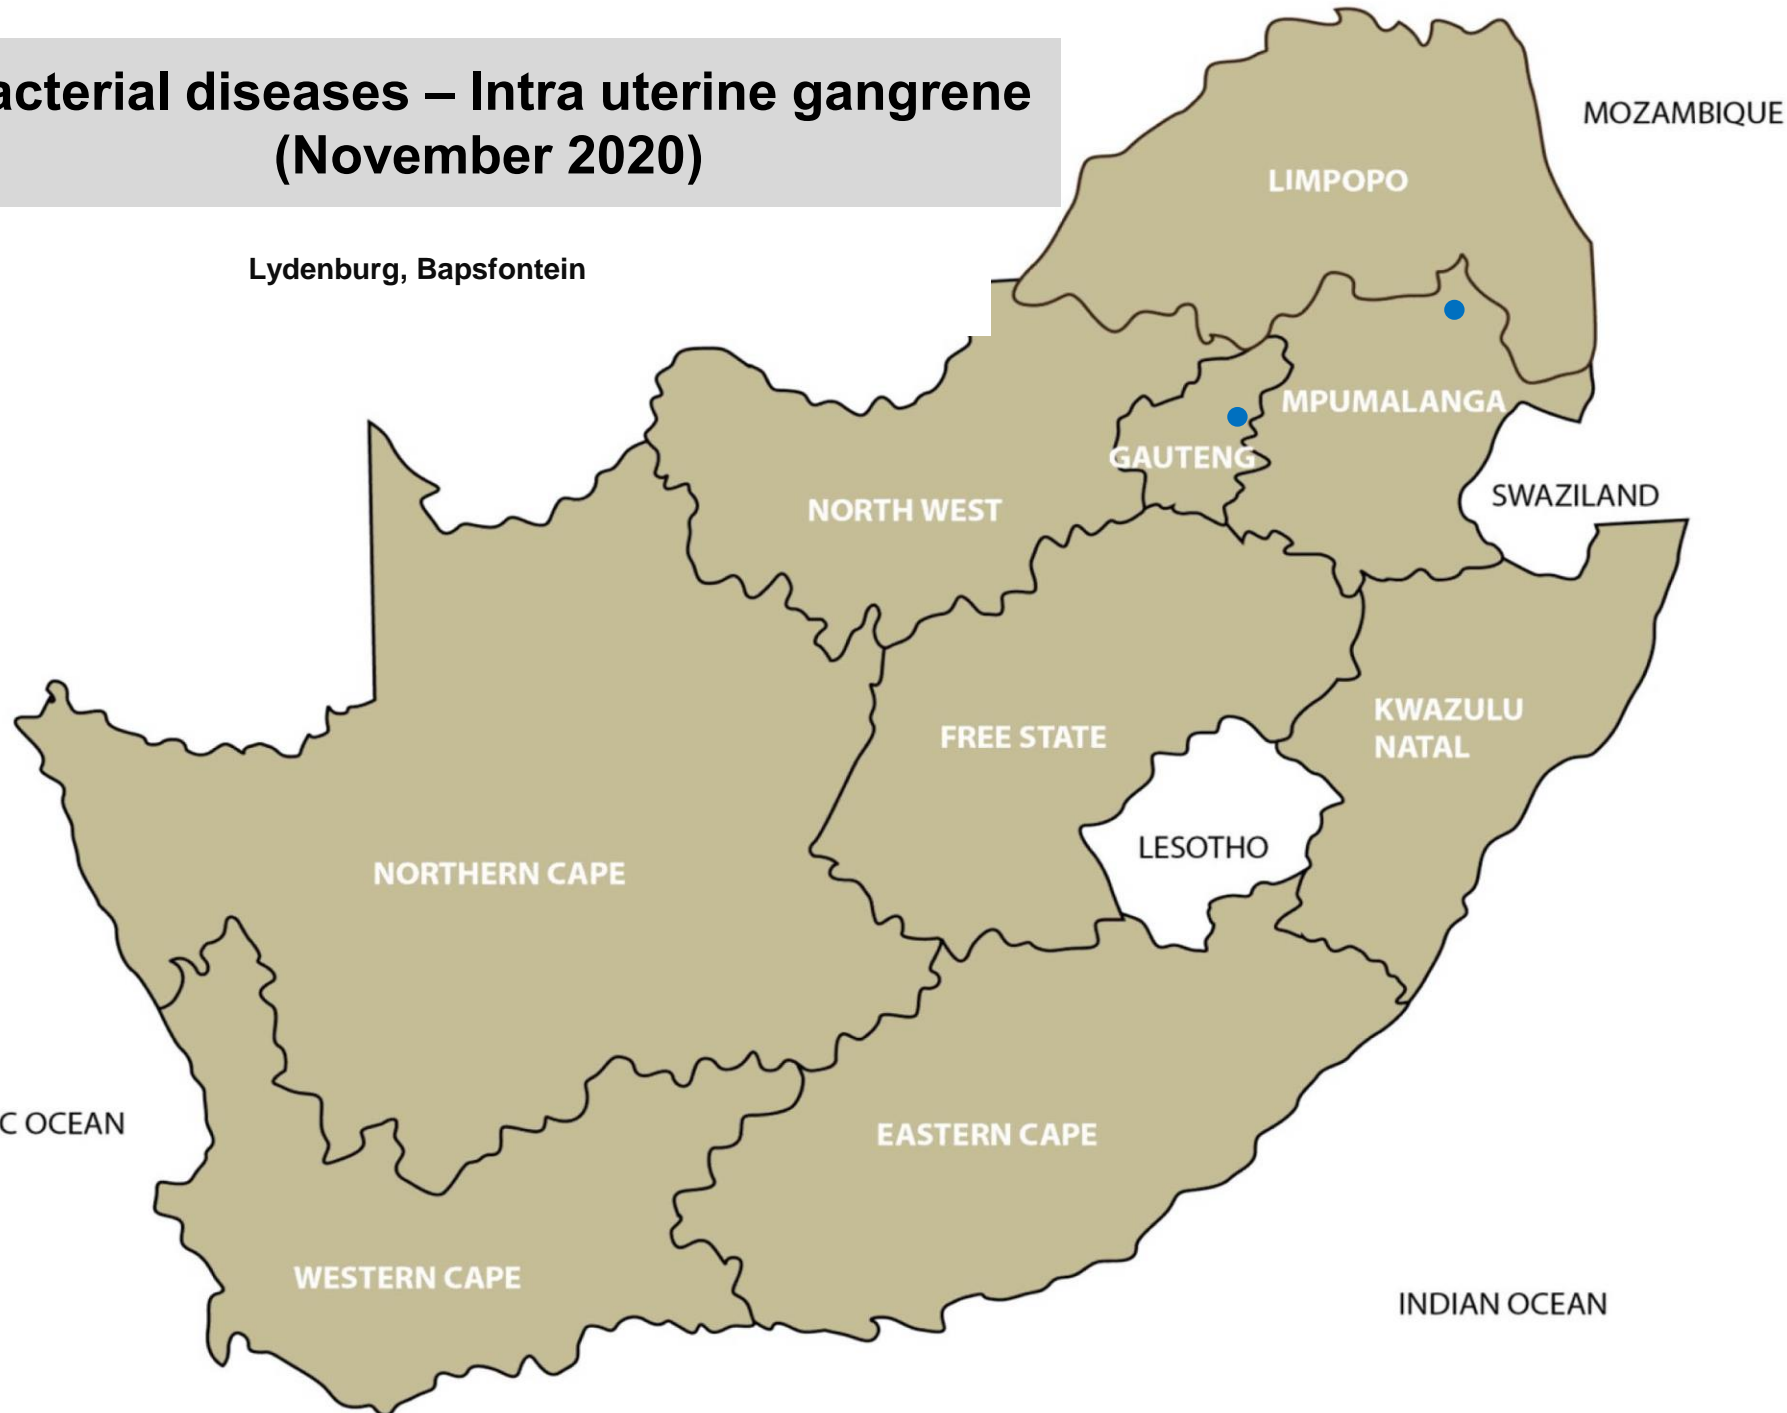 acterial diseases – Intra uterine gangrene
(November 2020)
MOZAMBIQUE
LIMPOPO
Lydenburg, Bapsfontein
MPUMALANGA
GAUTENG
SWAZILAND
NORTH WEST
KWAZULU
NATAL
FREE STATE
LESOTHO
NORTHERN CAPE
C OCEAN
EASTERN CAPE
WESTERN CAPE
INDIAN OCEAN